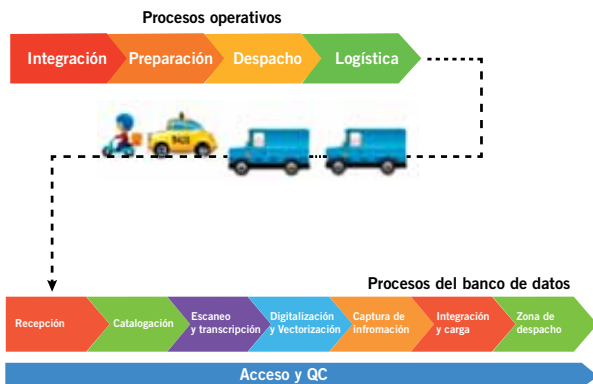 Procesos operativos
Integración
Preparación
Despacho
Logística
Procesos del banco de datos
Recepción
Catalogación
Escaneo
y transcripción
Digitalización
y Vectorización
Captura de
infromación
Integración
y carga
Zona de
despacho
Acceso y QC